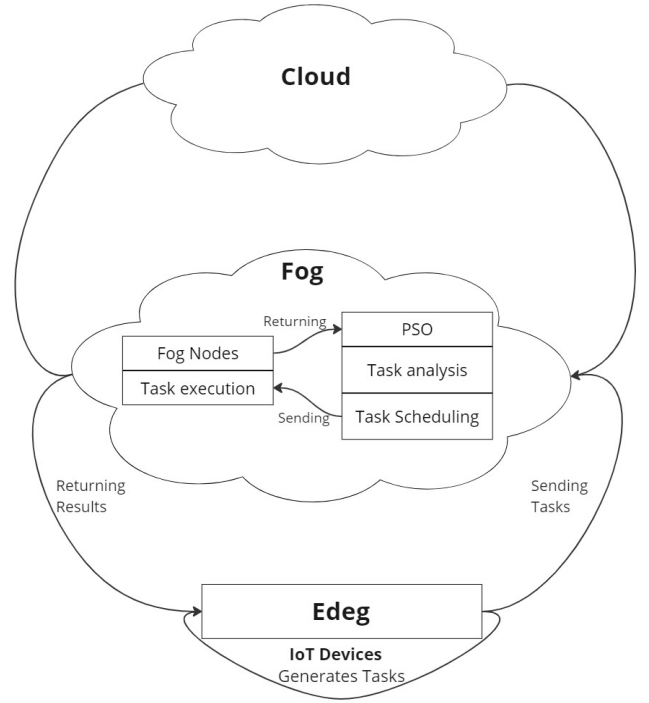 Cloud
Fog
Returning
Fog Nodes
Task execution
PSO
Task analysis
Task Scheduling
Sending
Returning
Results
Sending
Tasks
Edeg
IoT Devices
Generates Tasks